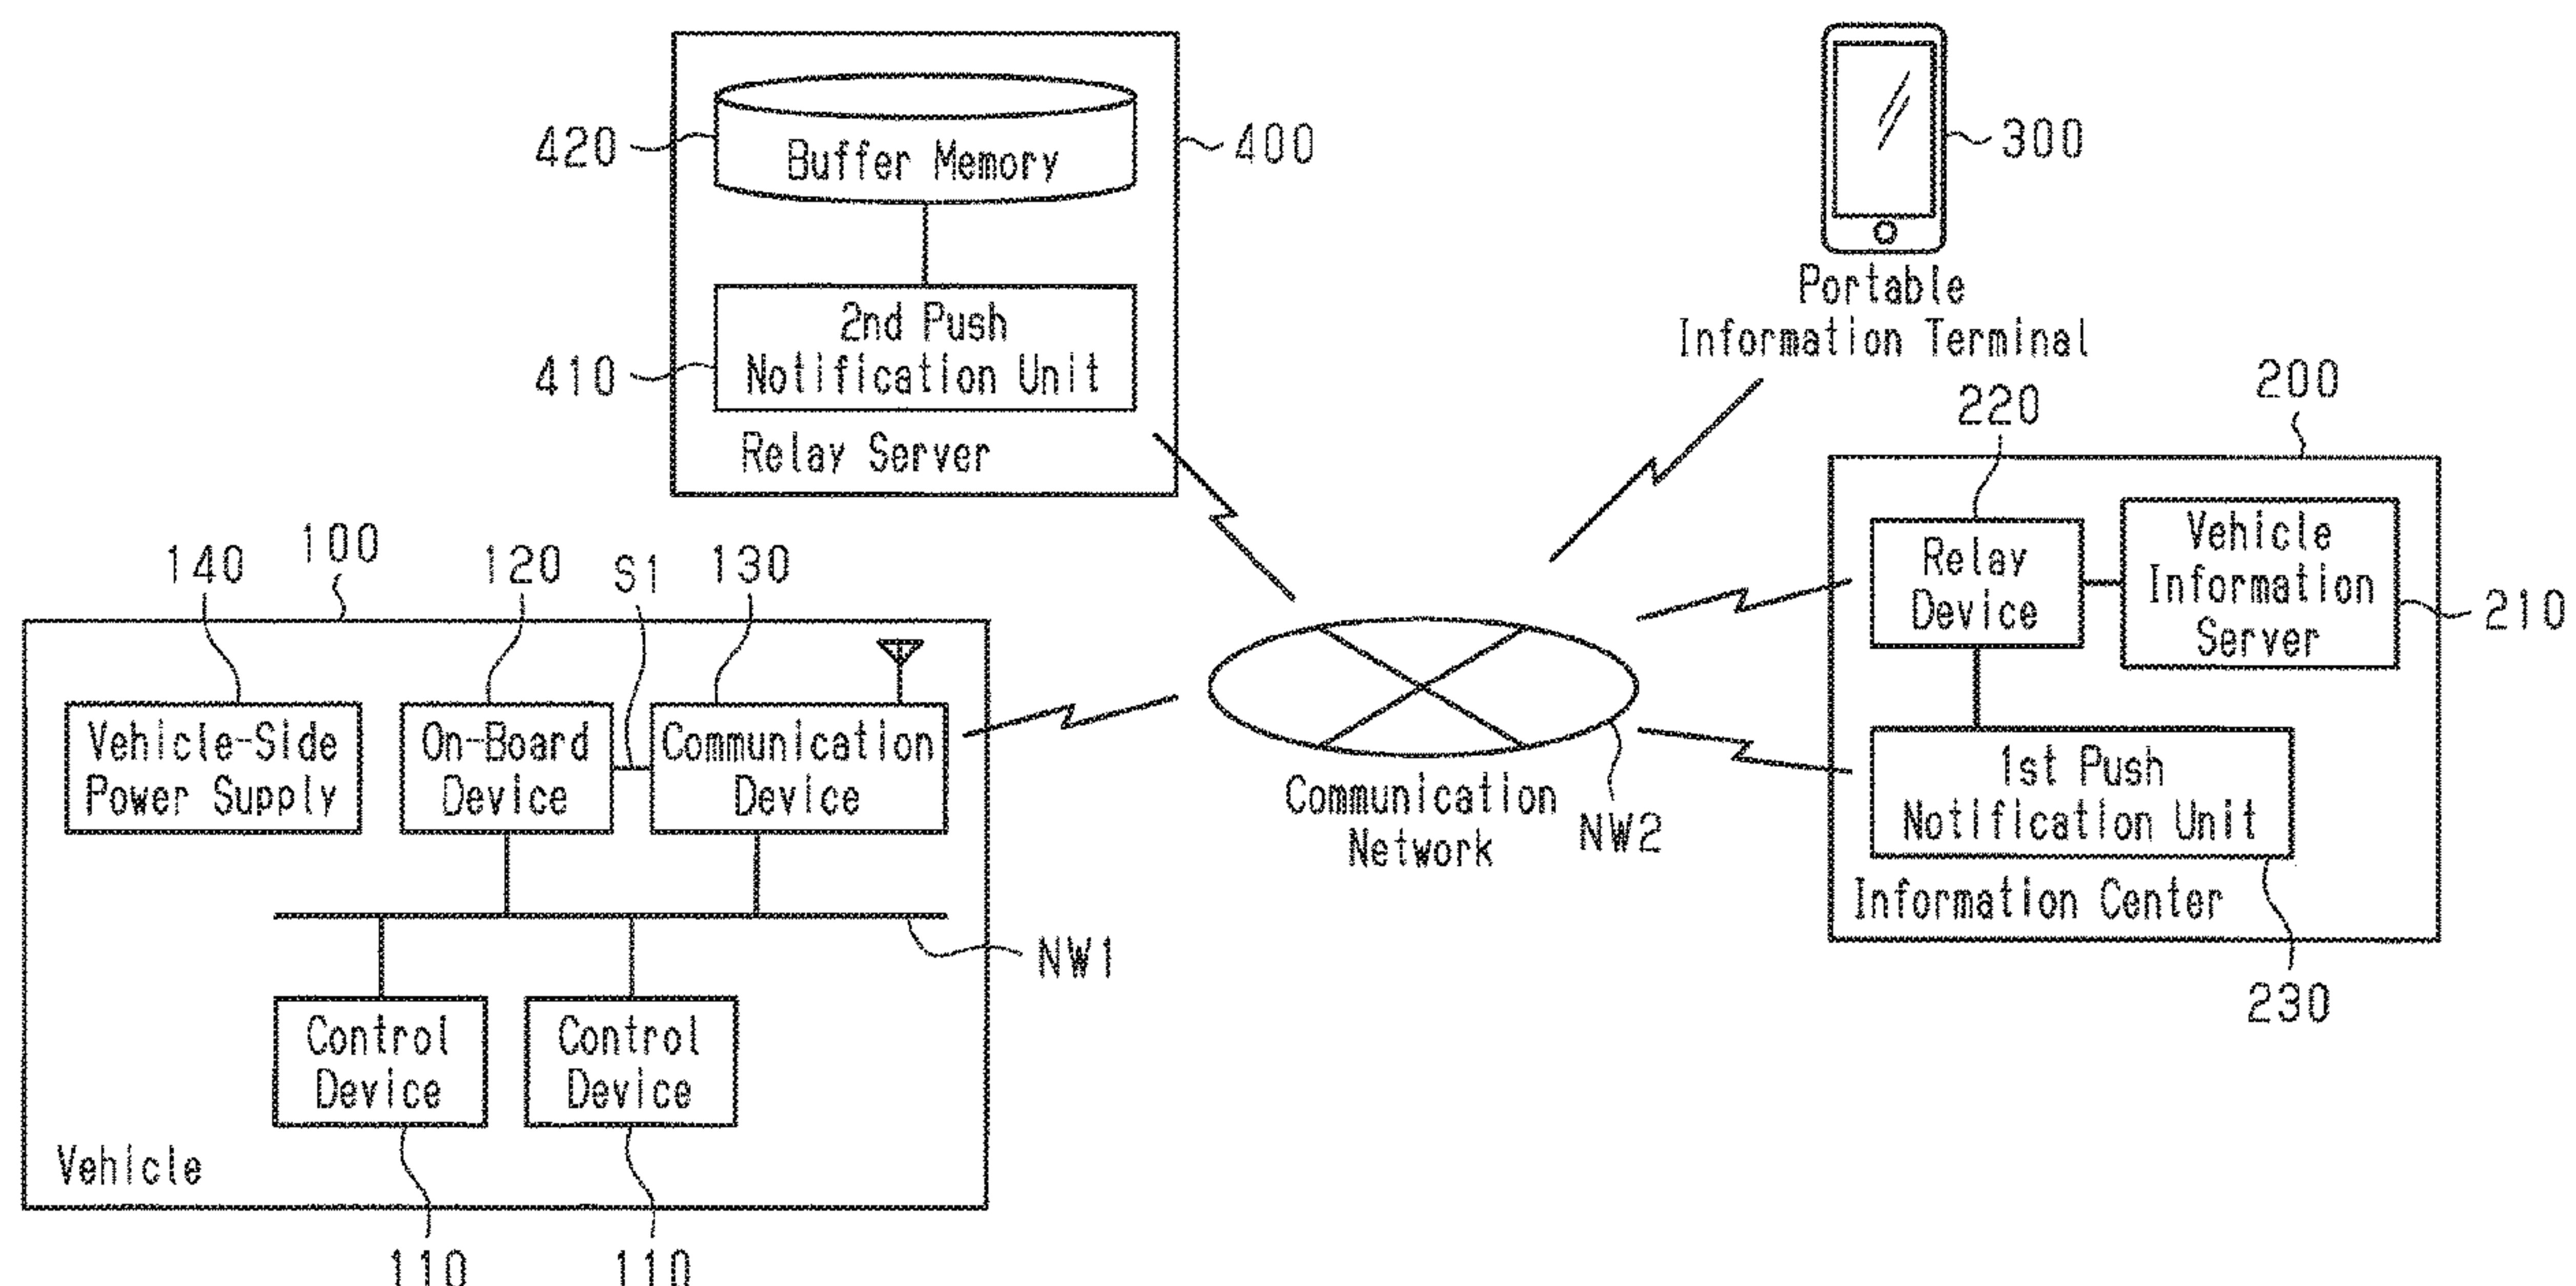 420
Buffer Memory
400
2nd Push
Notification Unit
410
Relay Server
300
Portable
Information Terminal
200
220
Relay
Device
Vehicle
Information
Server
210
1st Push
Notification Unit
Information Center
230
140
100
120
S1
130
Vehicle-Side
Power Supply
On-Board
Device
Communication
Device
Communication
Network
NW2
NW1
Control
Device
Control
Device
Vehicle
110
110